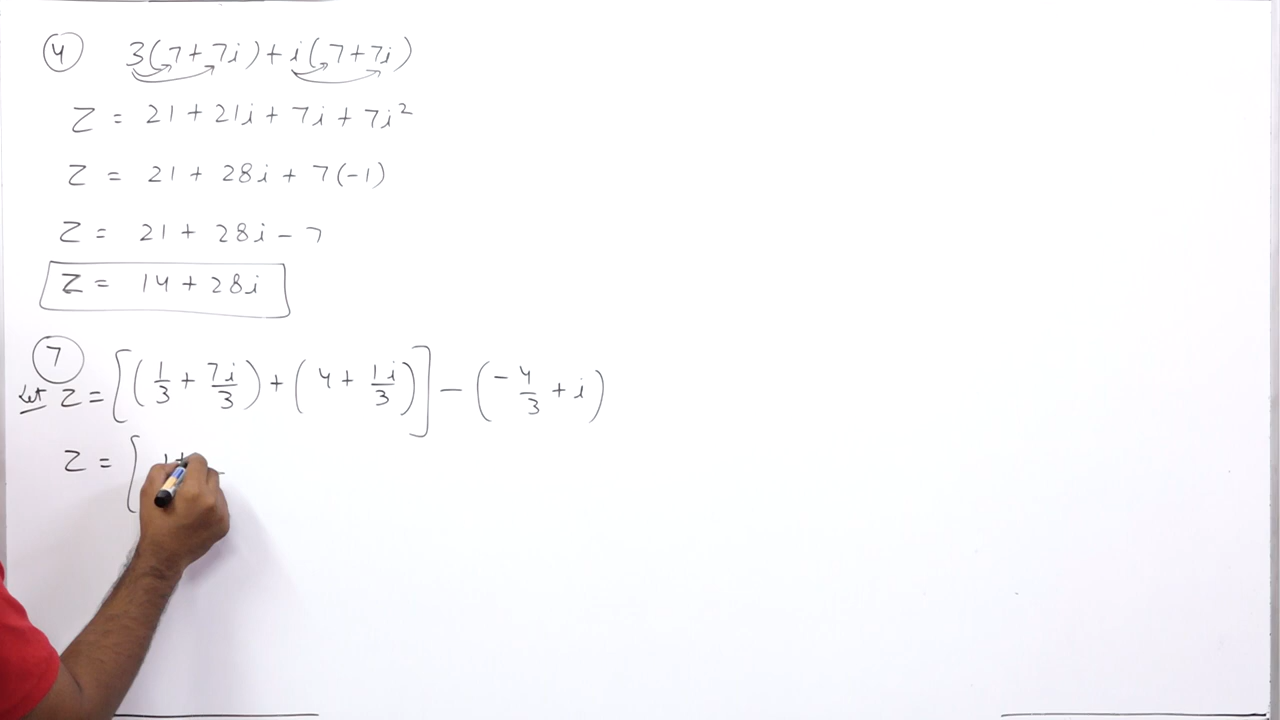 4 3(7+7i)+i(7+7i)
Z = 21 + 21i + 7i + 7i²
Z = 21 + 28i + 7(-1)
Z = 21 + 28i - 7
Z = 14 + 28i
7
Let Z = [(1/3 + 7i/3) + (4 + 1i/3)] - (-4/3 + i)
Z = [ 1+